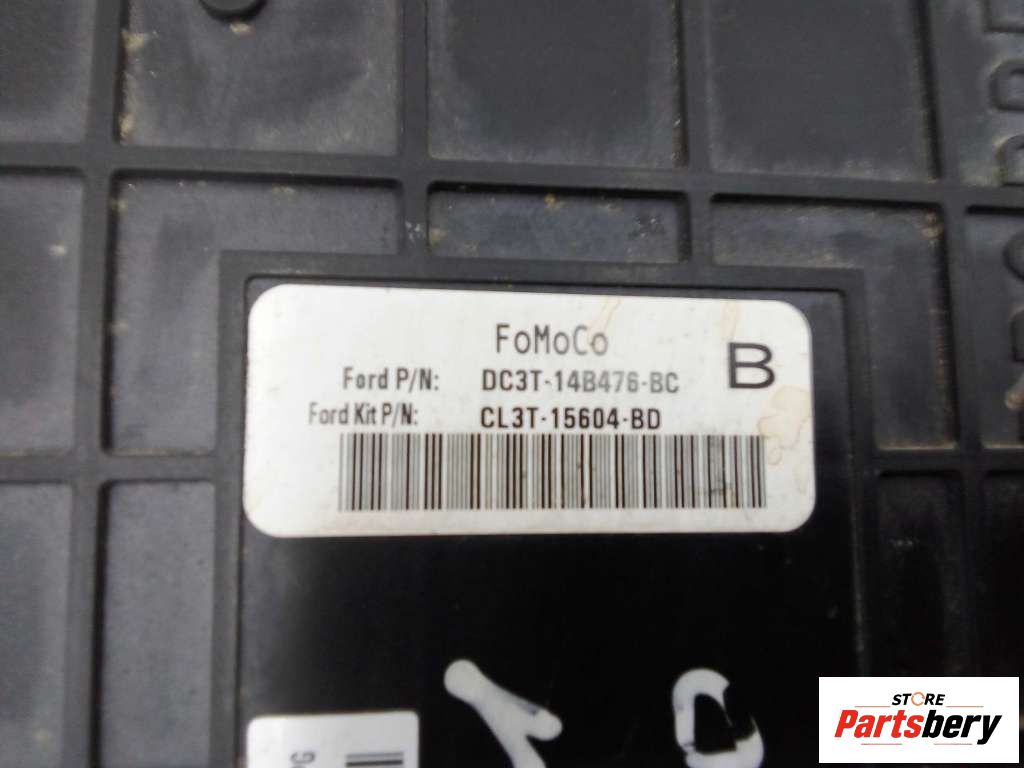 FoMoCo
B
Ford P/N: DC3T-14B476-BC
Ford Kit P/N: CL3T-15604-BD
STORE
Partsbery